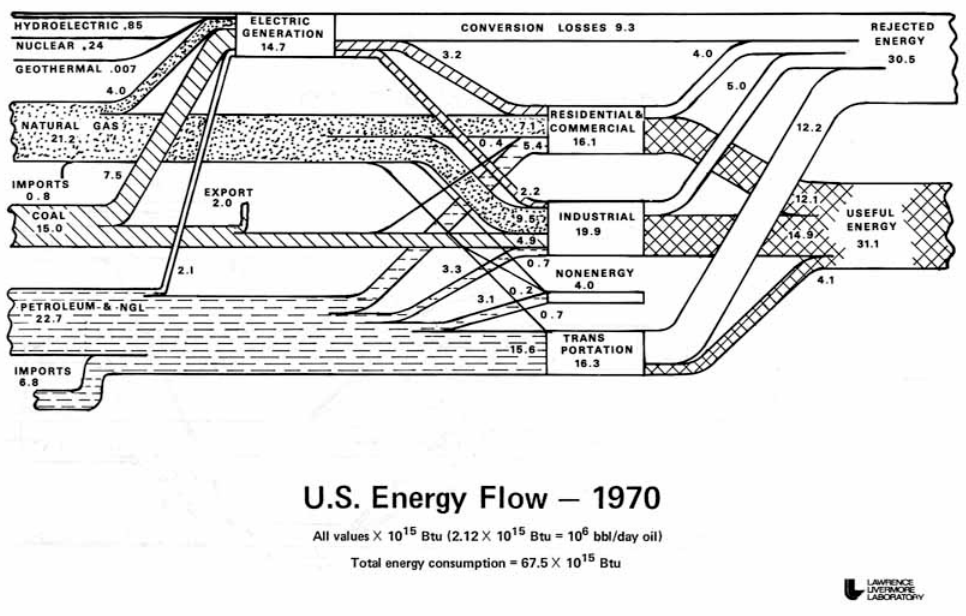 HYDROELECTRIC .85
NUCLEAR .24
GEOTHERMAL .007
ELECTRIC
GENERATION
14.7
CONVERSION LOSSES 9.3
REJECTED
ENERGY
30.5
3.2
4.0
5.0
4.0
NATURAL GAS
21.2
7.1
RESIDENTIAL &
COMMERCIAL
16.1
12.2
0.4
5.4
IMPORTS
0.8
7.5
EXPORT
2.0
2.2
12.1
COAL
15.0
9.5
INDUSTRIAL
19.9
14.9
USEFUL
ENERGY
31.1
4.9
2.1
3.3
0.7
NONENERGY
4.0
4.1
PETROLEUM & NGL
22.7
3.1
0.2
0.7
15.6
TRANS
PORTATION
16.3
IMPORTS
6.8
U.S. Energy Flow — 1970
All values X 10¹⁵ Btu (2.12 X 10¹⁵ Btu = 10⁶ bbl/day oil)
Total energy consumption = 67.5 X 10¹⁵ Btu
LAWRENCE
LIVERMORE
LABORATORY